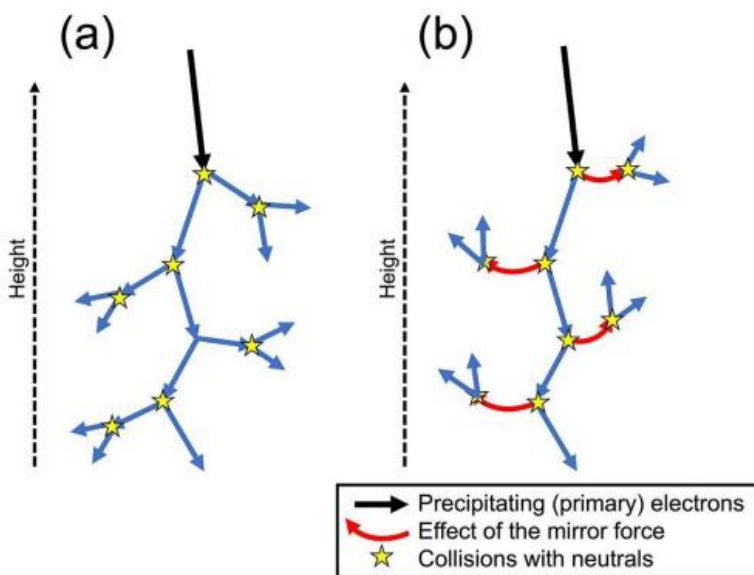 (a)
(b)
Height
Height
Precipitating (primary) electrons
Effect of the mirror force
Collisions with neutrals